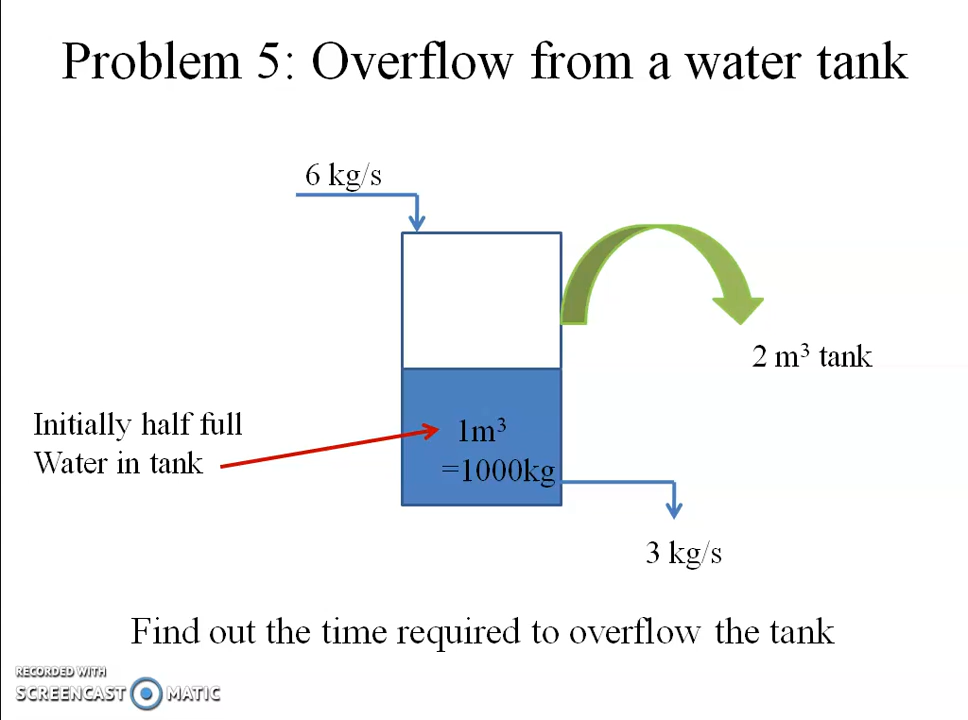 Problem 5: Overflow from a water tank
6 kg/s
2 m³ tank
Initially half full
Water in tank
1m³
=1000kg
3 kg/s
Find out the time required to overflow the tank
RECORDED WITH
SCREENCAST MATIC